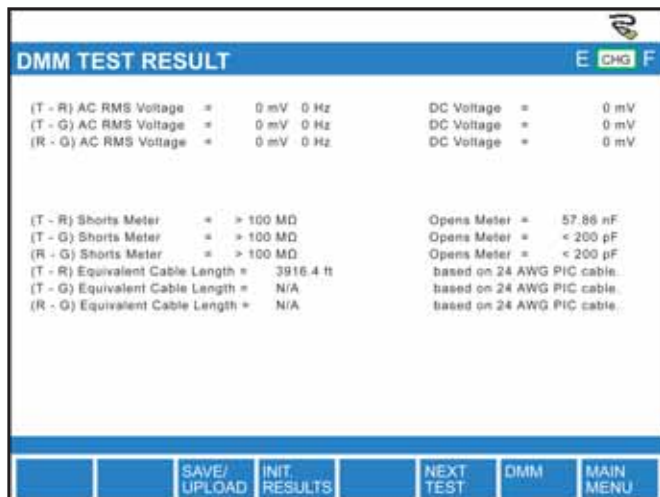 DMM TEST RESULT E CHG F
(T - R) AC RMS Voltage = 0 mV 0 Hz DC Voltage = 0 mV
(T - G) AC RMS Voltage = 0 mV 0 Hz DC Voltage = 0 mV
(R - G) AC RMS Voltage = 0 mV 0 Hz DC Voltage = 0 mV
(T - R) Shorts Meter = > 100 MΩ Opens Meter = 57.86 nF
(T - G) Shorts Meter = > 100 MΩ Opens Meter = < 200 pF
(R - G) Shorts Meter = > 100 MΩ Opens Meter = < 200 pF
(T - R) Equivalent Cable Length = 3916.4 ft based on 24 AWG PIC cable.
(T - G) Equivalent Cable Length = N/A based on 24 AWG PIC cable.
(R - G) Equivalent Cable Length = N/A based on 24 AWG PIC cable.
SAVE/ INIT. NEXT DMM MAIN
UPLOAD RESULTS TEST MENU